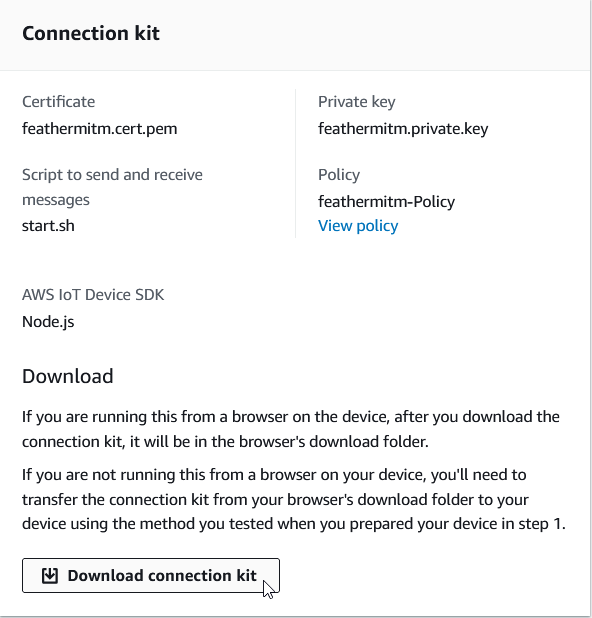 Connection kit
Certificate
feathermitm.cert.pem
Private key
feathermitm.private.key
Script to send and receive
messages
start.sh
Policy
feathermitm-Policy
View policy
AWS IoT Device SDK
Node.js
Download
If you are running this from a browser on the device, after you download the
connection kit, it will be in the browser's download folder.
If you are not running this from a browser on your device, you'll need to
transfer the connection kit from your browser's download folder to your
device using the method you tested when you prepared your device in step 1.
Download connection kit